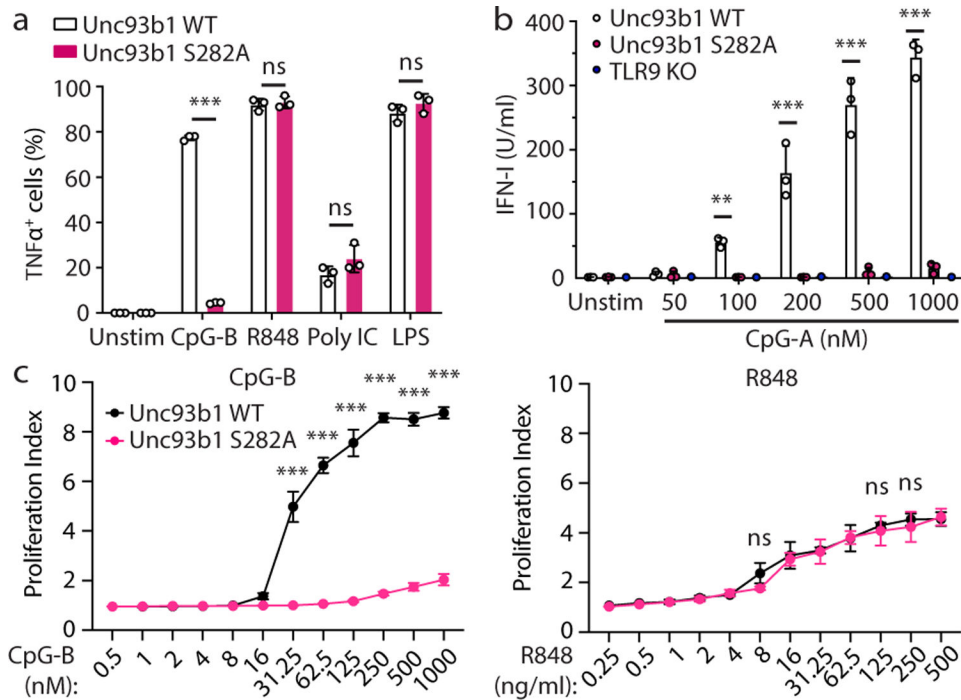 a
Unc93b1 WT
Unc93b1 S282A
ns
ns
***
ns
TNFα⁺ cells (%)
100
80
60
40
20
0
Unstim CpG-B R848 Poly IC LPS
b
Unc93b1 WT
Unc93b1 S282A
TLR9 KO
***
***
***
**
IFN-I (U/ml)
400
300
200
100
50
0
Unstim 50 100 200 500 1000
CpG-A (nM)
c
CpG-B
Unc93b1 WT
Unc93b1 S282A
*** *** *** *** *** ***
Proliferation Index
10
8
6
4
2
0
CpG-B (nM): 0.5 1 2 4 8 16 31.25 62.5 125 250 500 1000
R848
ns ns ns
Proliferation Index
10
8
6
4
2
0
R848 (ng/ml): 0.25 0.5 1 2 4 8 16 31.25 62.5 125 250 500